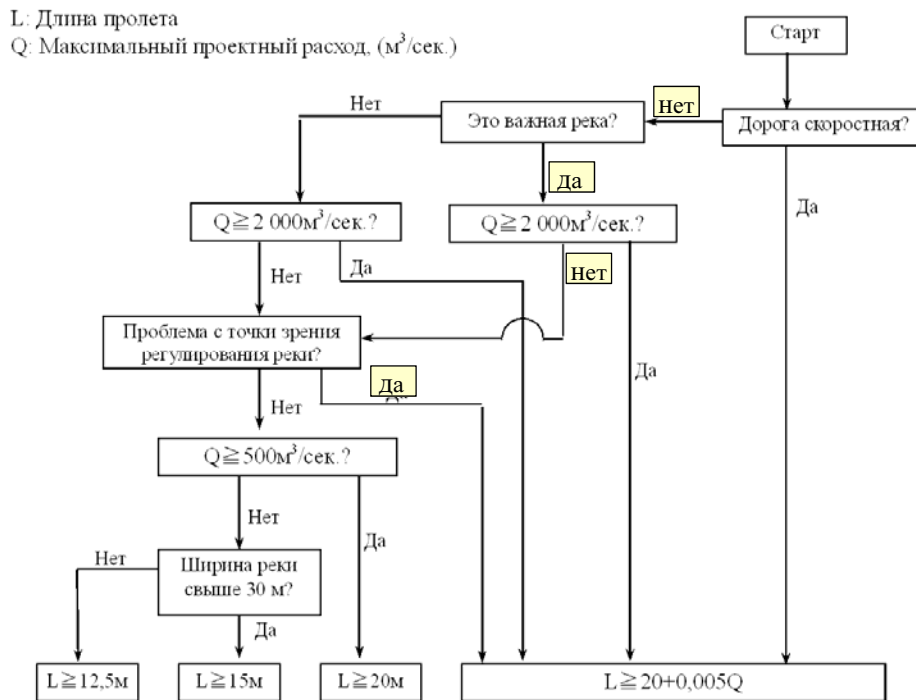 L: Длина пролета
Q: Максимальный проектный расход, (м³/сек.)
Старт
Нет
Это важная река?
нет
Дорога скоростная?
да
Да
Q≧2 000м³/сек.?
Q≧2 000м³/сек.?
Нет
Да
нет
Проблема с точки зрения
регулирования реки?
Да
да
Нет
Q≧500м³/сек.?
Нет
Да
Нет
Ширина реки
свыше 30 м?
Да
L≧12,5м
L≧15м
L≧20м
L≧20+0,005Q